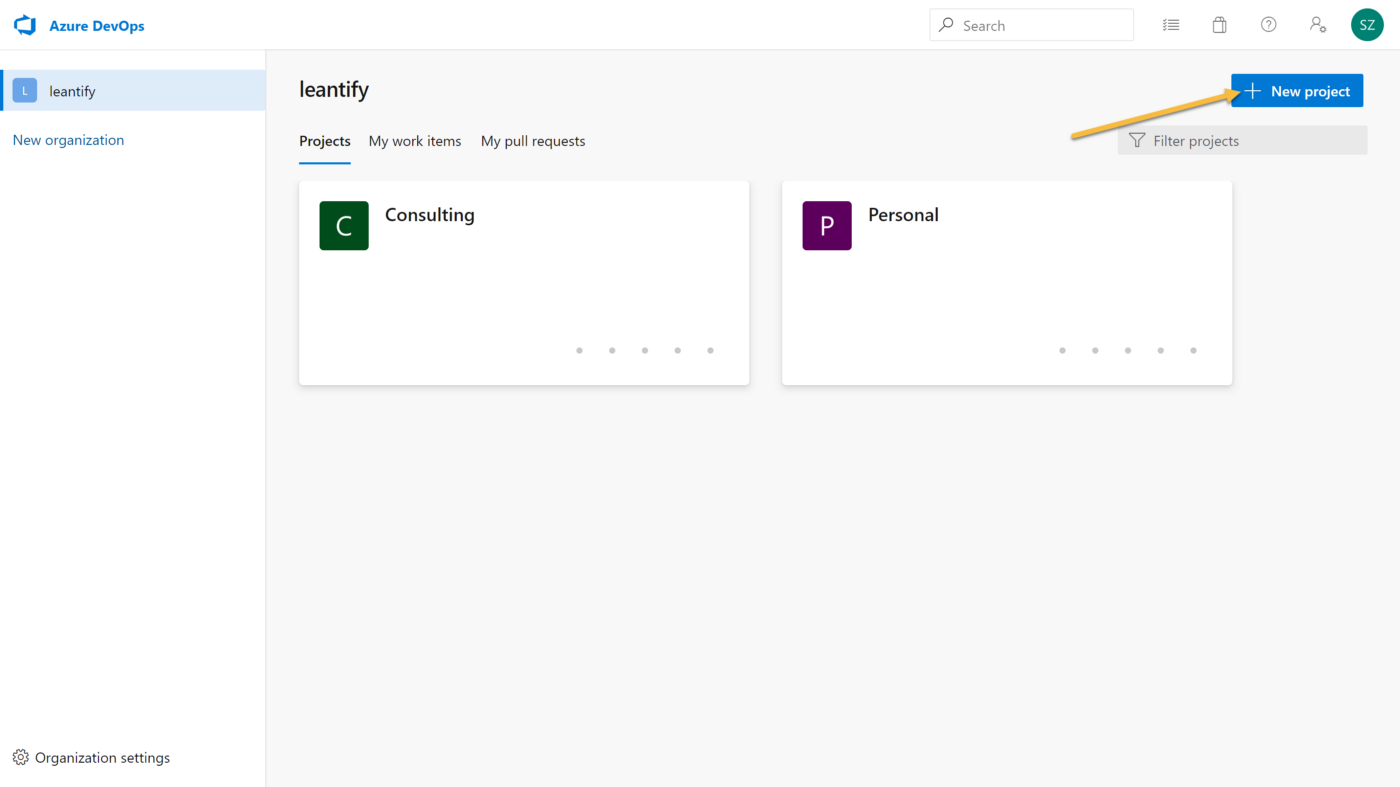 Azure DevOps
Search
SZ
L leantify
New organization
leantify
New project
Projects My work items My pull requests
Filter projects
C Consulting
P Personal
Organization settings